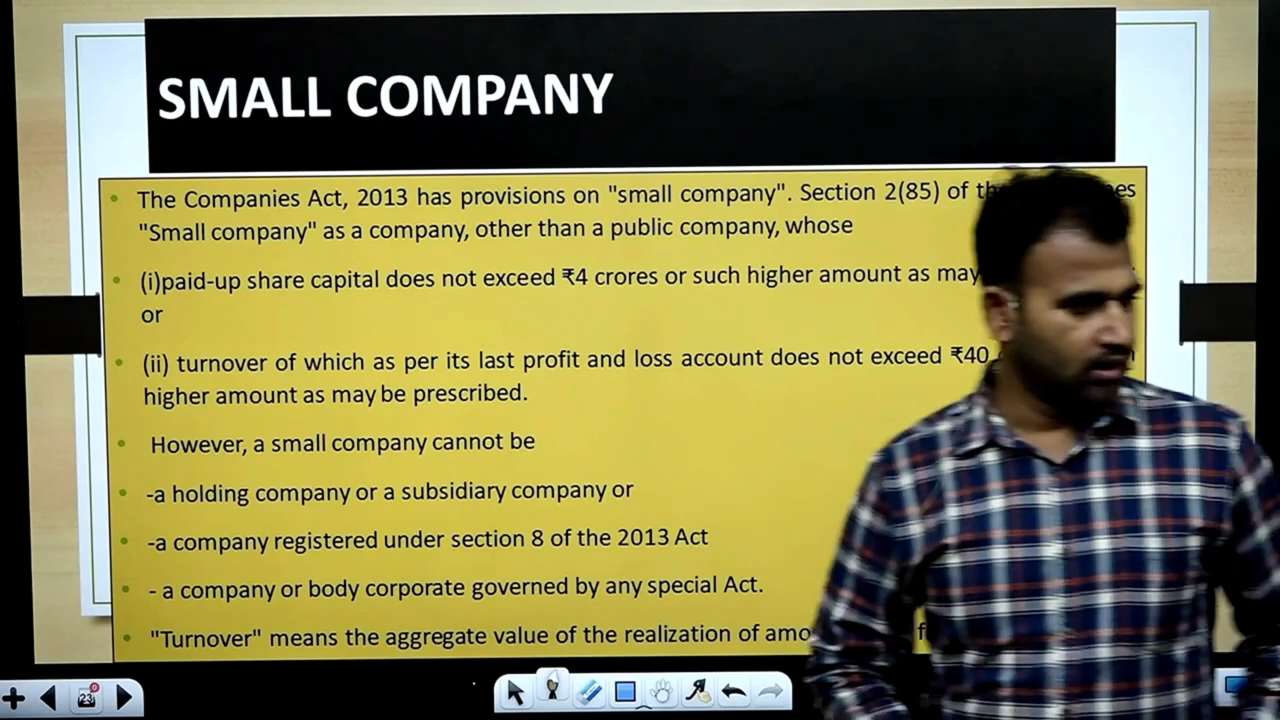 SMALL COMPANY
The Companies Act, 2013 has provisions on "small company". Section 2(85) of
"Small company" as a company, other than a public company, whose
(i)paid-up share capital does not exceed ₹4 crores or such higher amount as may
or
(ii) turnover of which as per its last profit and loss account does not exceed ₹40
higher amount as may be prescribed.
However, a small company cannot be
-a holding company or a subsidiary company or
-a company registered under section 8 of the 2013 Act
- a company or body corporate governed by any special Act.
"Turnover" means the aggregate value of the realization of
23